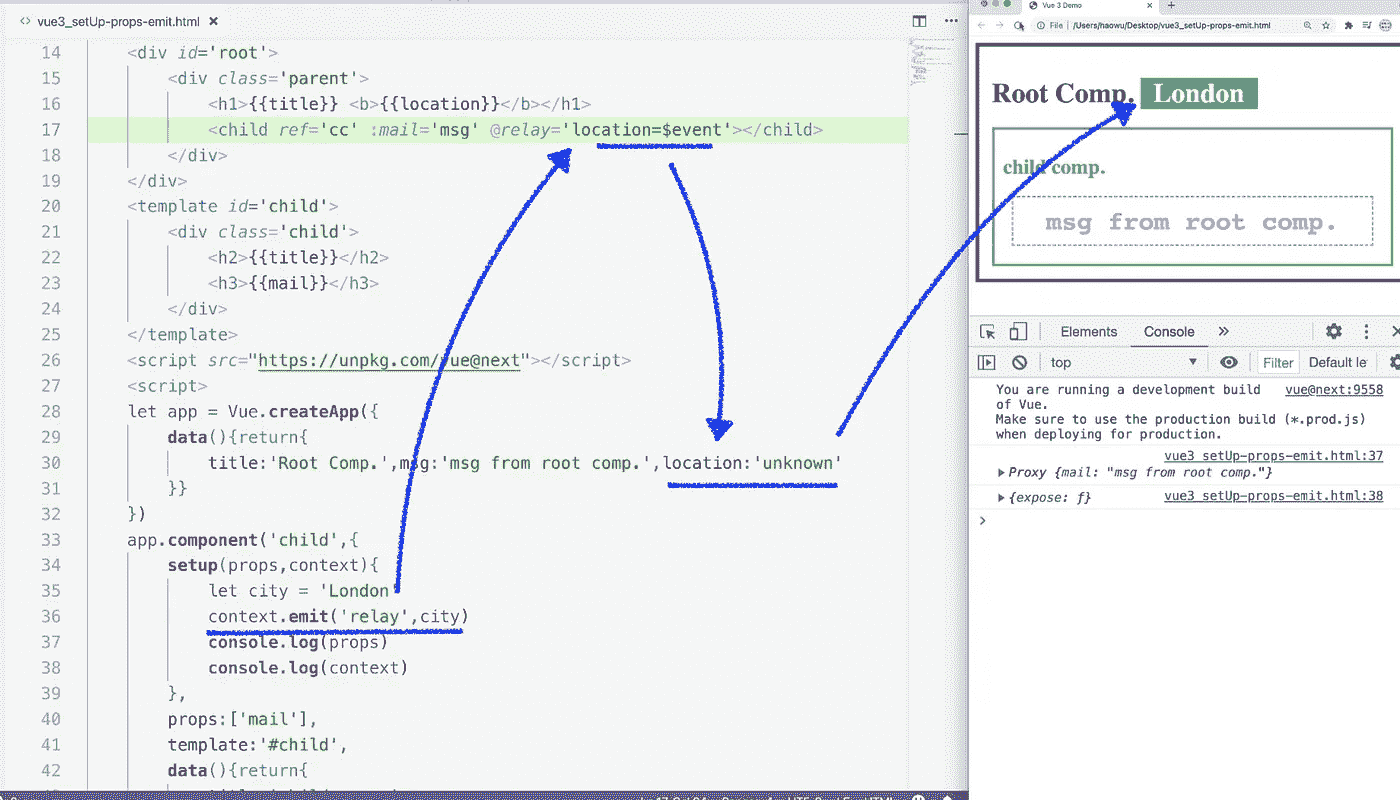 vue3_setUp-props-emit.html
14 <div id='root'>
15 <div class='parent'>
16 <h1>{{title}} <b>{{location}}</b></h1>
17 <child ref='cc' :mail='msg' @relay='location=$event'></child>
18 </div>
19 </div>
20 <template id='child'>
21 <div class='child'>
22 <h2>{{title}}</h2>
23 <h3>{{mail}}</h3>
24 </div>
25 </template>
26 <script src="https://unpkg.com/vue@next"></script>
27 <script>
28 let app = Vue.createApp({
29 data(){return{
30 title:'Root Comp.',msg:'msg from root comp.',location:'unknown'
31 }}
32 })
33 app.component('child',{
34 setup(props,context){
35 let city = 'London'
36 context.emit('relay',city)
37 console.log(props)
38 console.log(context)
39 },
40 props:['mail'],
41 template:'#child',
42 data(){return{
Vue 3 Demo
File /Users/haowu/Desktop/vue3_setUp-props-emit.html
Root Comp. London
child comp.
msg from root comp.
Elements Console
top Filter Default le
You are running a development build vue@next:9558
of Vue.
Make sure to use the production build (*.prod.js)
when deploying for production.
vue3_setUp-props-emit.html:37
Proxy {mail: "msg from root comp."}
{expose: ƒ} vue3_setUp-props-emit.html:38